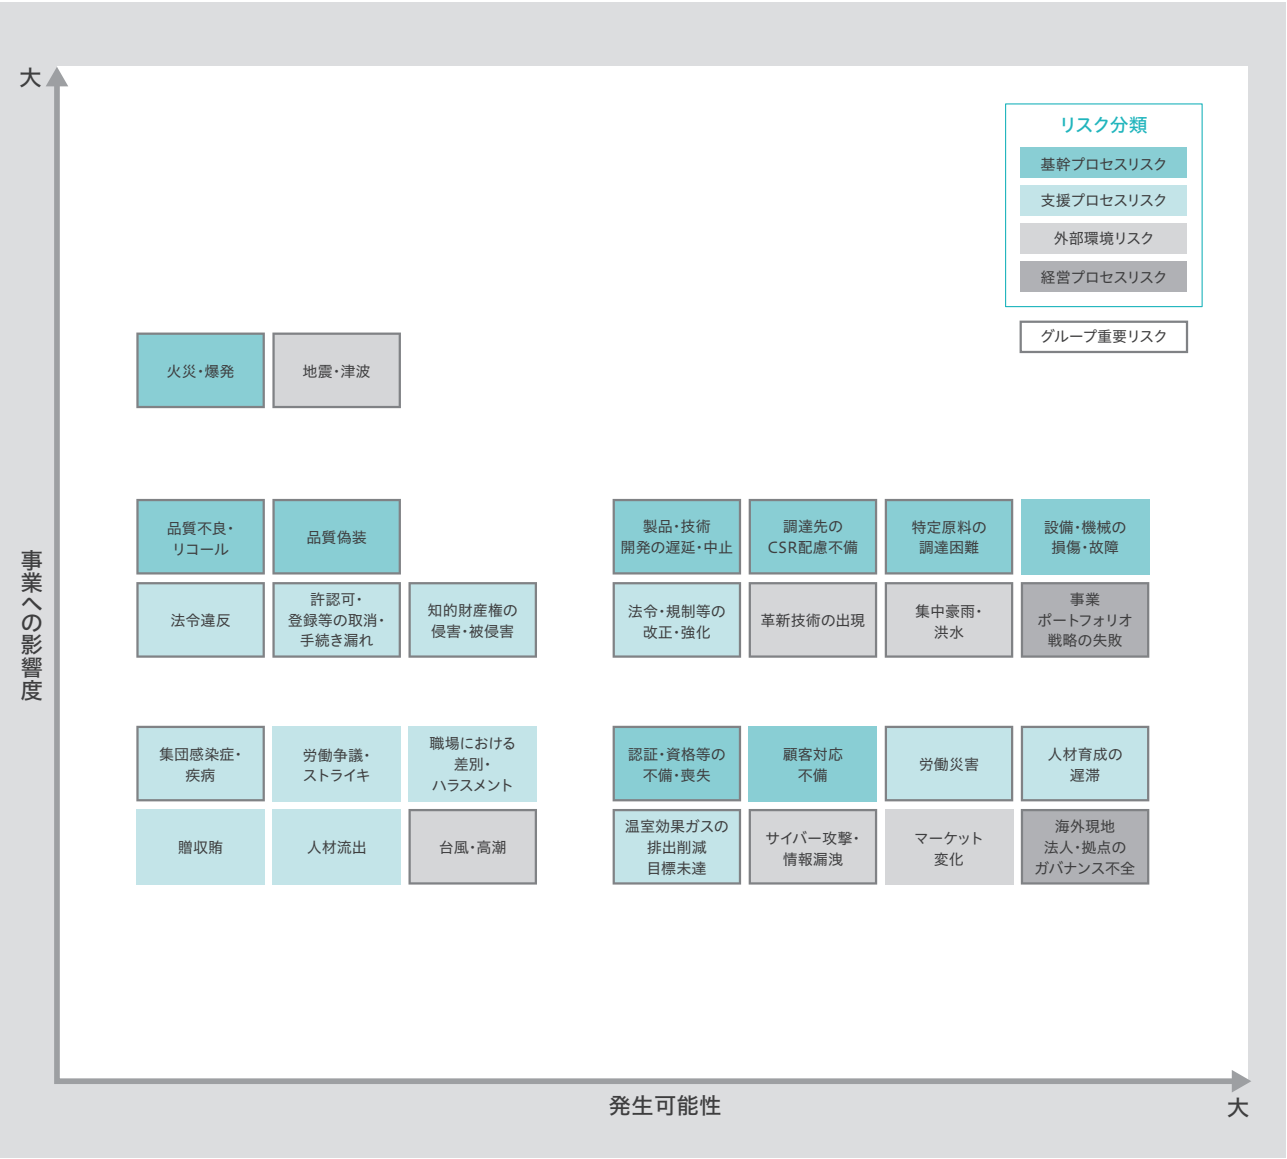 大
リスク分類
基幹プロセスリスク
支援プロセスリスク
外部環境リスク
経営プロセスリスク
グループ重要リスク
火災・爆発
地震・津波
品質不良・
リコール
品質偽装
製品・技術
開発の遅延・中止
調達先の
CSR配慮不備
特定原料の
調達困難
設備・機械の
損傷・故障
法令違反
許認可・
登録等の取消・
手続き漏れ
知的財産権の
侵害・被侵害
法令・規制等の
改正・強化
革新技術の出現
集中豪雨・
洪水
事業
ポートフォリオ
戦略の失敗
事業への影響度
集団感染症・
疾病
労働争議・
ストライキ
職場における
差別・
ハラスメント
認証・資格等の
不備・喪失
顧客対応
不備
労働災害
人材育成の
遅滞
贈収賄
人材流出
台風・高潮
温室効果ガスの
排出削減
目標未達
サイバー攻撃・
情報漏洩
マーケット
変化
海外現地
法人・拠点の
ガバナンス不全
発生可能性
大